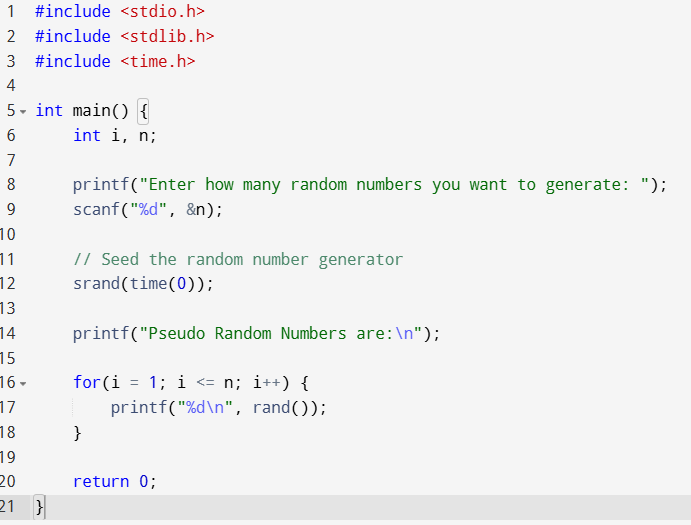 1 #include <stdio.h>
2 #include <stdlib.h>
3 #include <time.h>
4
5 int main() {
6     int i, n;
7
8     printf("Enter how many random numbers you want to generate: ");
9     scanf("%d", &n);
10
11     // Seed the random number generator
12     srand(time(0));
13
14     printf("Pseudo Random Numbers are:\n");
15
16     for(i = 1; i <= n; i++) {
17         printf("%d\n", rand());
18     }
19
20     return 0;
21 }